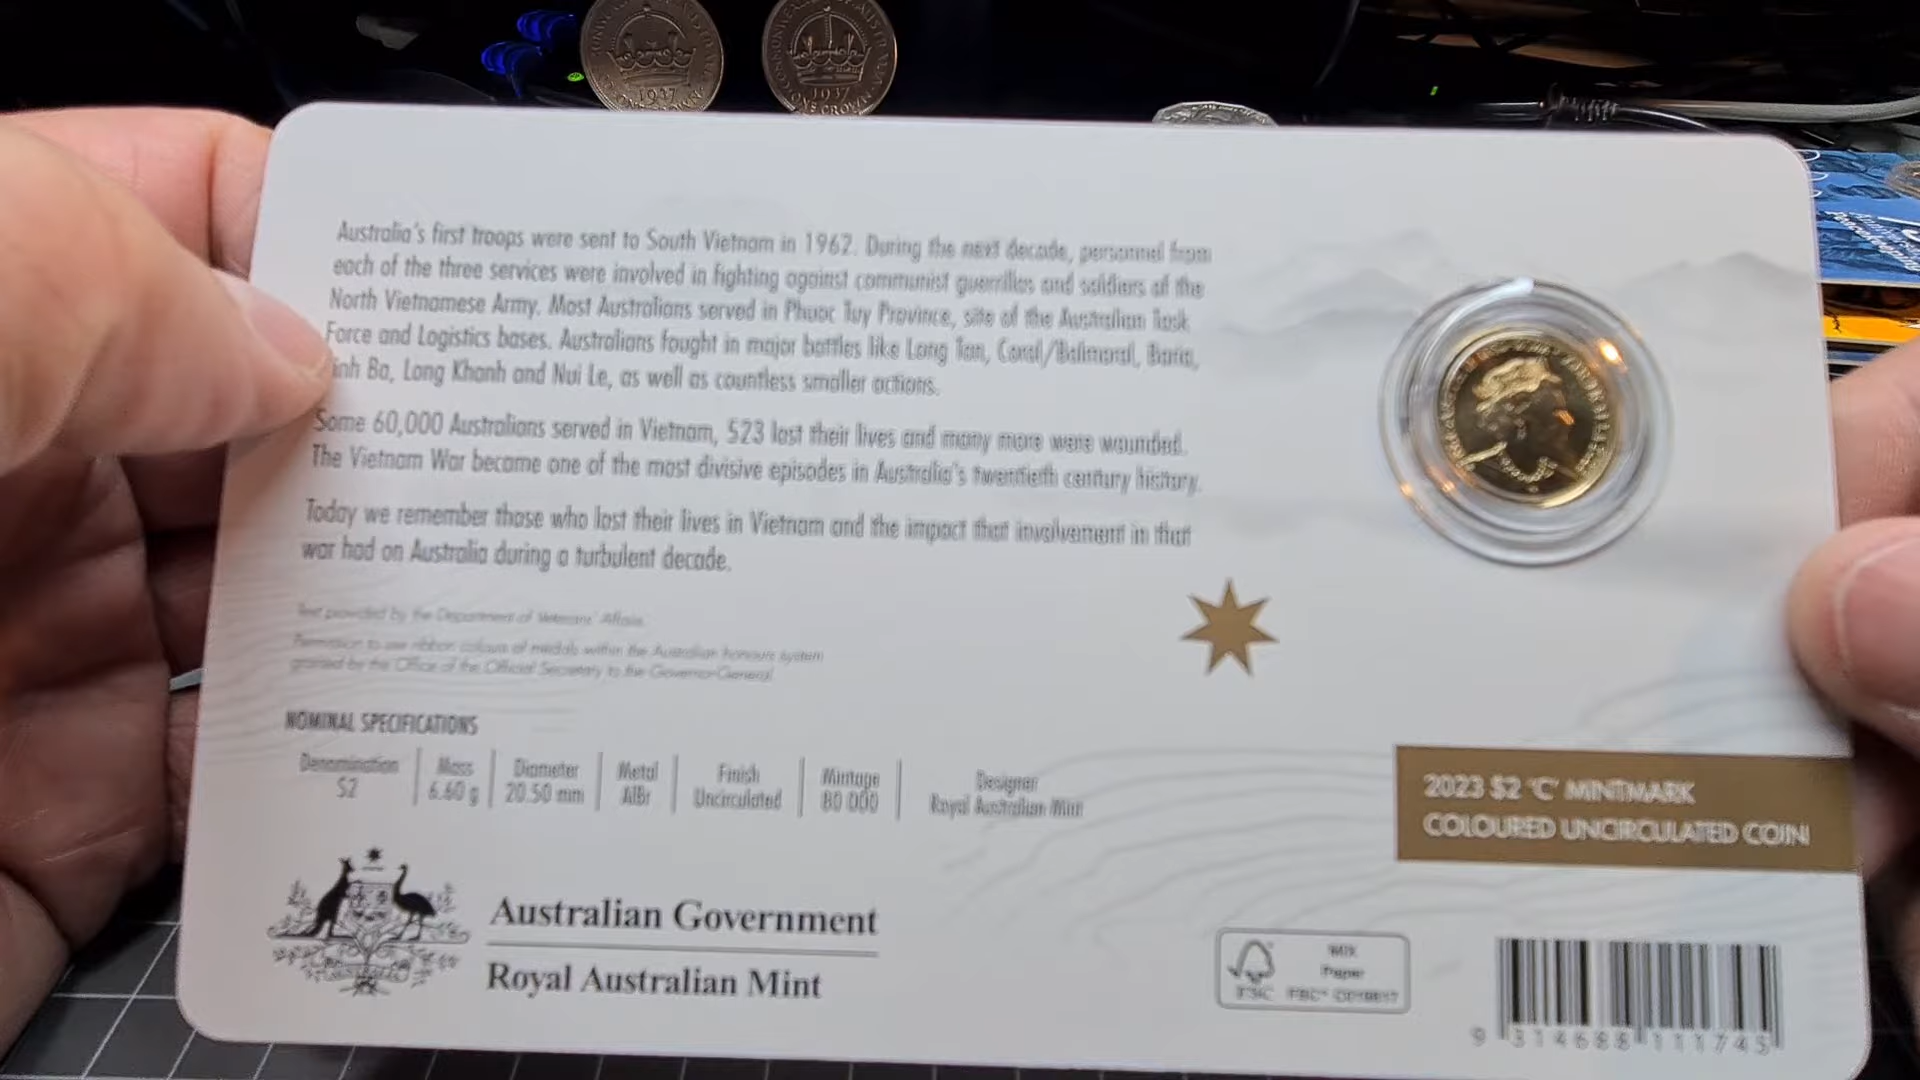 Australia's first troops were sent to South Vietnam in 1962. During the next decade, personnel from
each of the three services were involved in fighting against communist guerrillas and soldiers of the
North Vietnamese Army. Most Australians served in Phuoc Tuy Province, site of the Australian Task
Force and Logistics bases. Australians fought in major battles like Long Tan, Coral/Balmoral, Baria,
inh Ba, Long Khanh and Nui Le, as well as countless smaller actions.
Some 60,000 Australians served in Vietnam, 523 lost their lives and many more were wounded.
The Vietnam War became one of the most divisive episodes in Australia's twentieth century history.
Today we remember those who lost their lives in Vietnam and the impact that involvement in that
war had on Australia during a turbulent decade.
Text provided by the Department of Veterans' Affairs.
Permission to use ribbon colours of medals within the Australian honours system
granted by the Office of the Official Secretary to the Governor-General
NOMINAL SPECIFICATIONS
Denomination Mass Diameter Metal Finish Mintage Designer
$2 6.60 g 20.50 mm AlBr Uncirculated 80 000 Royal Australian Mint
2023 $2 'C' MINTMARK
COLOURED UNCIRCULATED COIN
Australian Government
Royal Australian Mint
MIX
Paper
FSC
9 314688 111745
1937
ONE CROWN
1937
ONE CROWN